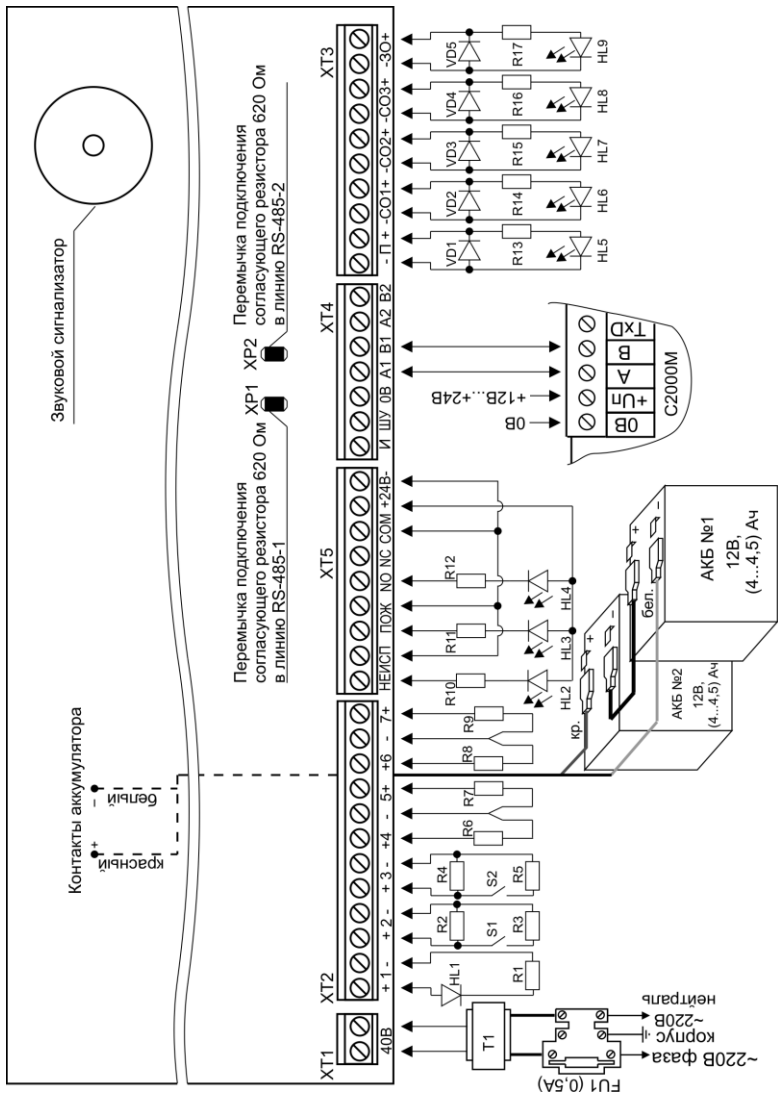 Контакты аккумулятора
+
–
красный
белый
Звуковой сигнализатор
Перемычка подключения
согласующего резистора 620 Ом
в линию RS-485-1
XP1
XP2
Перемычка подключения
согласующего резистора 620 Ом
в линию RS-485-2
XT1
XT2
XT5
XT4
XT3
40В
+ 1 -
+ 2 -
+ 3 -
+4 - 5+
+6 - 7+
НЕИСП ПОЖ NO NC COM +24В-
И ШУ 0В A1 B1 A2 B2
- П +
-СО1+
-СО2+
-СО3+
-ЗО+
HL1
R1
R2
S1
R3
R4
S2
R5
R6
R7
R8
R9
R10
R11
R12
HL2
HL3
HL4
VD1
VD2
VD3
VD4
VD5
R13
R14
R15
R16
R17
HL5
HL6
HL7
HL8
HL9
T1
FU1 (0,5А)
~220В фаза
корпус
~220В
нейтраль
кр.
бел.
+
–
+
–
АКБ №2
12В,
(4...4,5) Ач
АКБ №1
12В,
(4...4,5) Ач
0В
+12В...+24В
0В
+Uп
A
B
TxD
С2000М